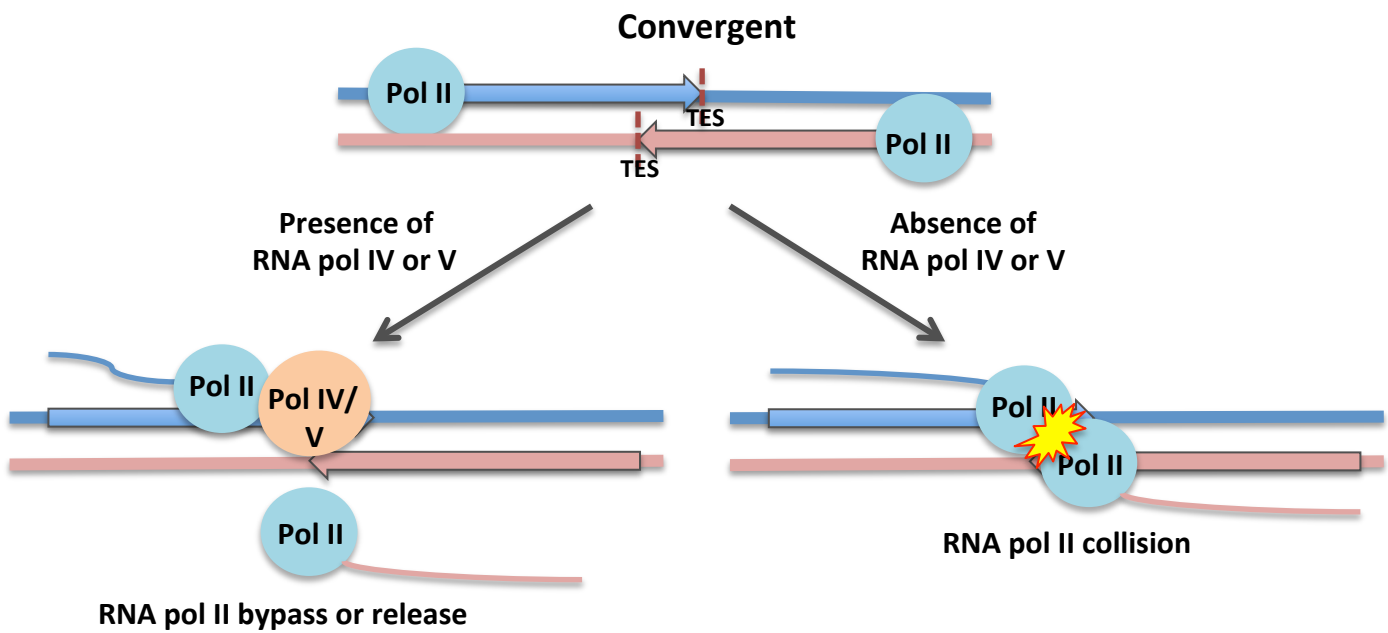 Convergent
Pol II
TES
Pol II
TES
Presence of
RNA pol IV or V
Absence of
RNA pol IV or V
Pol II
Pol IV/
V
Pol II
RNA pol II bypass or release
Pol II
Pol II
RNA pol II collision